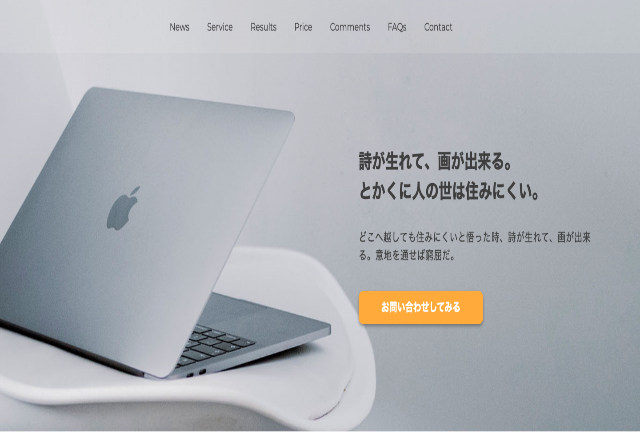 News Service Results Price Comments FAQs Contact
詩が生れて、画が出来る。
とかくに人の世は住みにくい。
どこへ越しても住みにくいと悟った時、詩が生れて、画が出来
る。意地を通せば窮屈だ。
お問い合わせしてみる